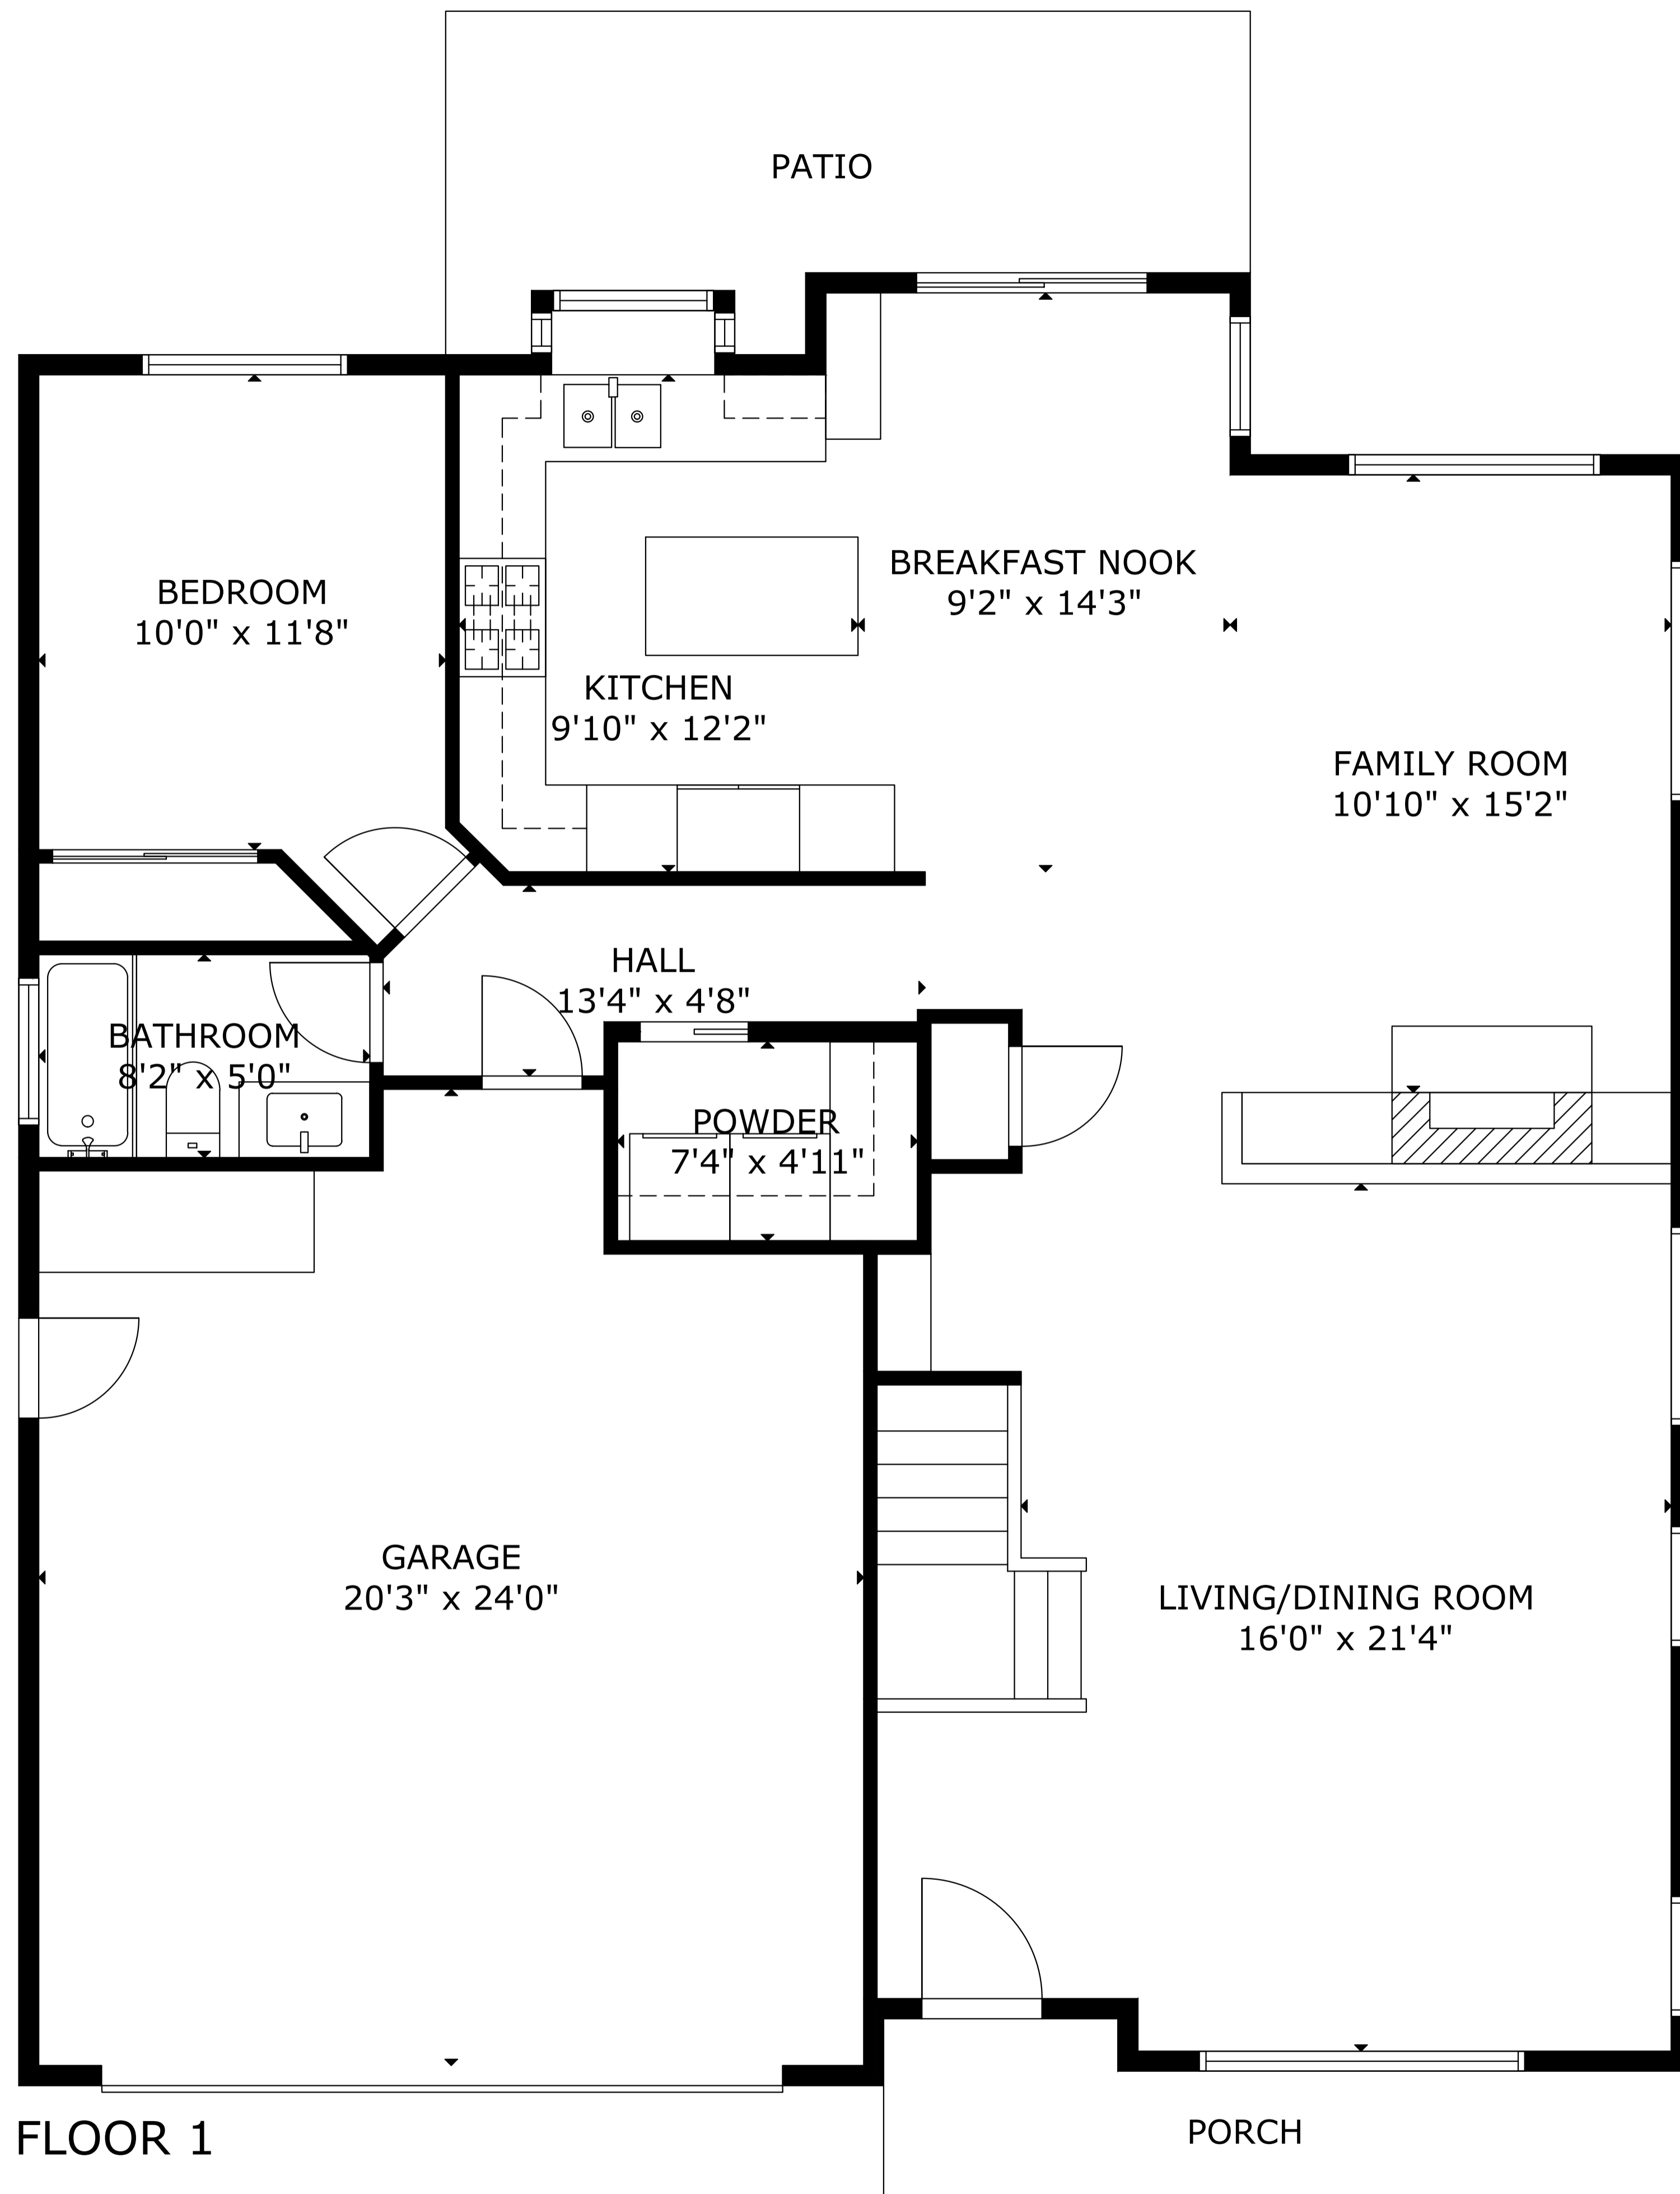 PATIO
BREAKFAST NOOK
9'2" x 14'3"
BEDROOM
10'0" x 11'8"
KITCHEN
9'10" x 12'2"
FAMILY ROOM
10'10" x 15'2"
HALL
13'4" x 4'8"
BATHROOM
8'2" x 5'0"
POWDER
7'4" x 4'11"
GARAGE
20'3" x 24'0"
LIVING/DINING ROOM
16'0" x 21'4"
PORCH
FLOOR 1